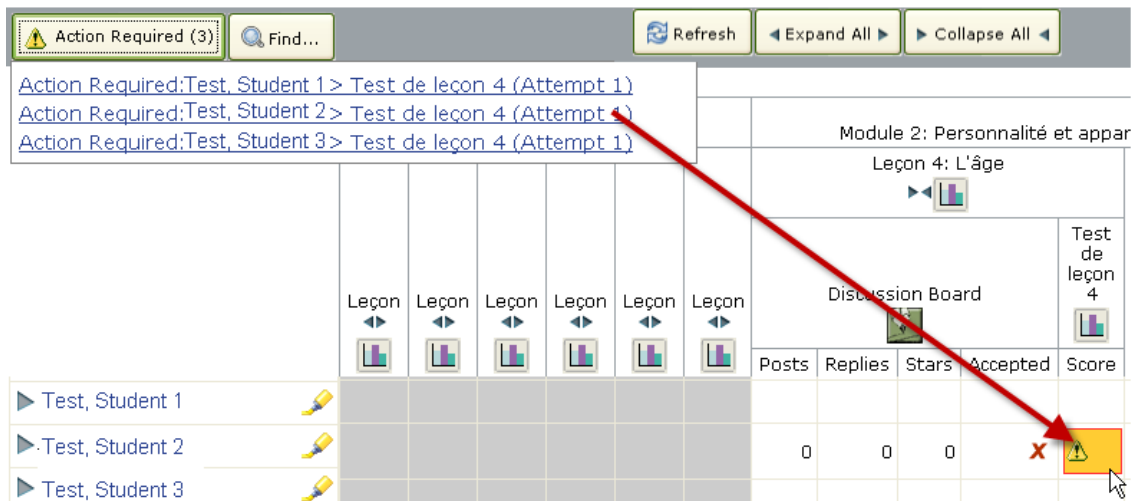 Action Required (3) Find... Refresh Expand All Collapse All
Action Required:Test, Student 1> Test de leçon 4 (Attempt 1)
Action Required:Test, Student 2> Test de leçon 4 (Attempt 1)
Action Required:Test, Student 3> Test de leçon 4 (Attempt 1)
Module 2: Personnalité et appar
Leçon 4: L'âge
Test
de
leçon
4
Leçon Leçon Leçon Leçon Leçon Leçon Discussion Board
Posts Replies Stars Accepted Score
Test, Student 1
Test, Student 2 0 0 0 X
Test, Student 3